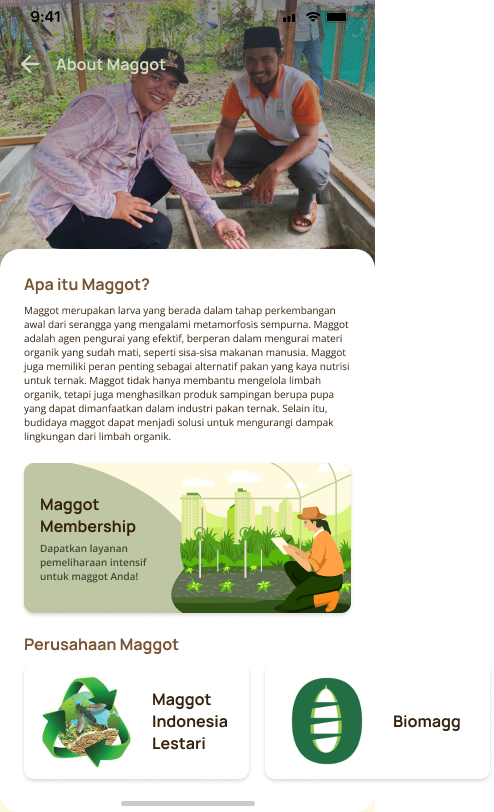 9:41
About Maggot
Apa itu Maggot?
Maggot merupakan larva yang berada dalam tahap perkembangan
awal dari serangga yang mengalami metamorfosis sempurna. Maggot
adalah agen pengurai yang efektif, berperan dalam mengurai materi
organik yang sudah mati, seperti sisa-sisa makanan manusia. Maggot
juga memiliki peran penting sebagai alternatif pakan yang kaya nutrisi
untuk ternak. Maggot tidak hanya membantu mengelola limbah
organik, tetapi juga menghasilkan produk sampingan berupa pupa
yang dapat dimanfaatkan dalam industri pakan ternak. Selain itu,
budidaya maggot dapat menjadi solusi untuk mengurangi dampak
lingkungan dari limbah organik.
Maggot
Membership
Dapatkan layanan
pemeliharaan intensif
untuk maggot Anda!
Perusahaan Maggot
Maggot
Indonesia
Lestari
Biomagg